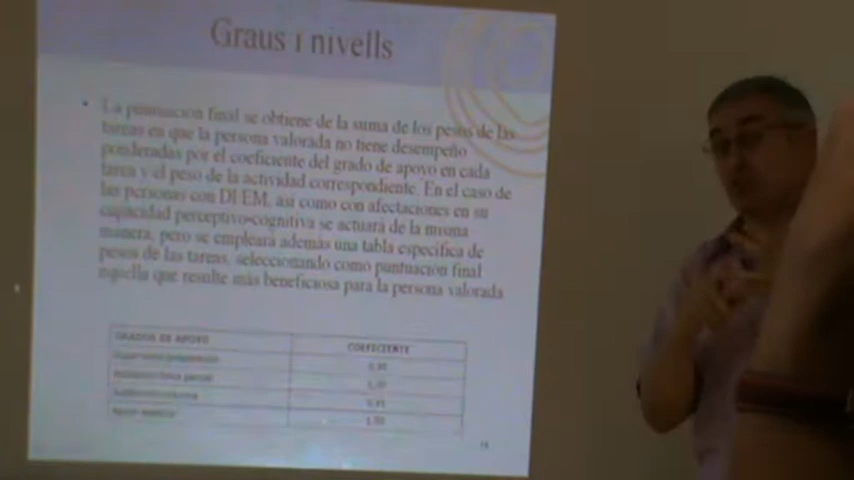 Graus i nivells
• La puntuación final se obtiene de la suma de los pesos de las
tareas en que la persona valorada no tiene desempeño
ponderadas por el coeficiente del grado de apoyo en cada
tarea y el peso de la actividad correspondiente. En el caso de
las personas con DI/EM, así como con afectaciones en su
capacidad perceptivo-cognitiva se actuará de la misma
manera, pero se empleará además una tabla específica de
pesos de las tareas, seleccionando como puntuación final
aquella que resulte más beneficiosa para la persona valorada
GRADOS DE APOYO COEFICIENTE